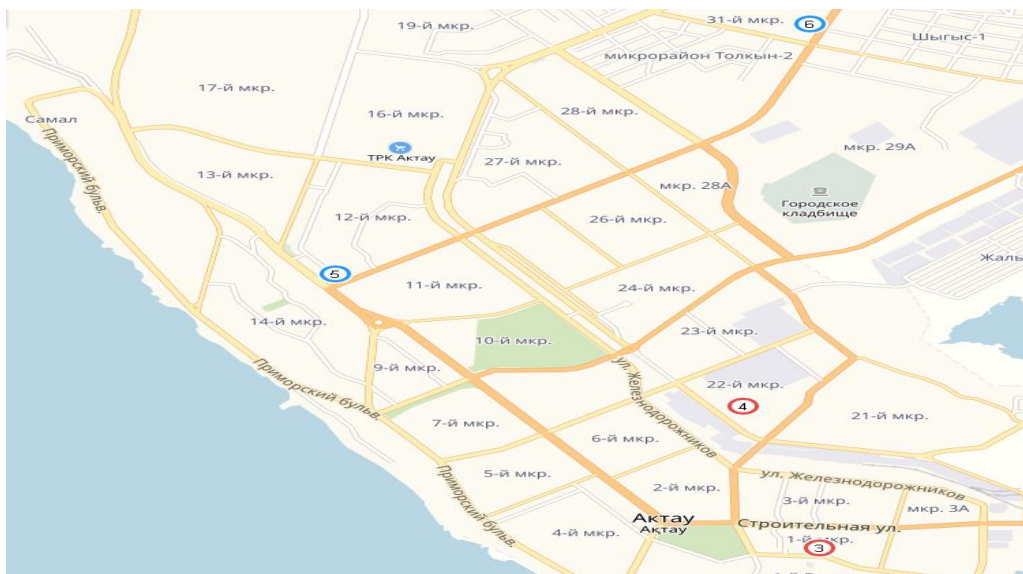 19-й мкр.
31-й мкр.
6
Шыгыс-1
микрорайон Толкын-2
17-й мкр.
16-й мкр.
28-й мкр.
Самал
ТРК Актау
27-й мкр.
мкр. 29А
13-й мкр.
мкр. 28А
Приморский бульв.
Городское
кладбище
12-й мкр.
26-й мкр.
5
11-й мкр.
24-й мкр.
14-й мкр.
23-й мкр.
10-й мкр.
9-й мкр.
ул. Железнодорожников
22-й мкр.
Приморский бульв.
4
21-й мкр.
7-й мкр.
6-й мкр.
5-й мкр.
ул. Железнодорожников
2-й мкр.
3-й мкр.
мкр. 3А
Приморский бульв.
Актау
Ақтау
Строительная ул.
4-й мкр.
1-й мкр.
3